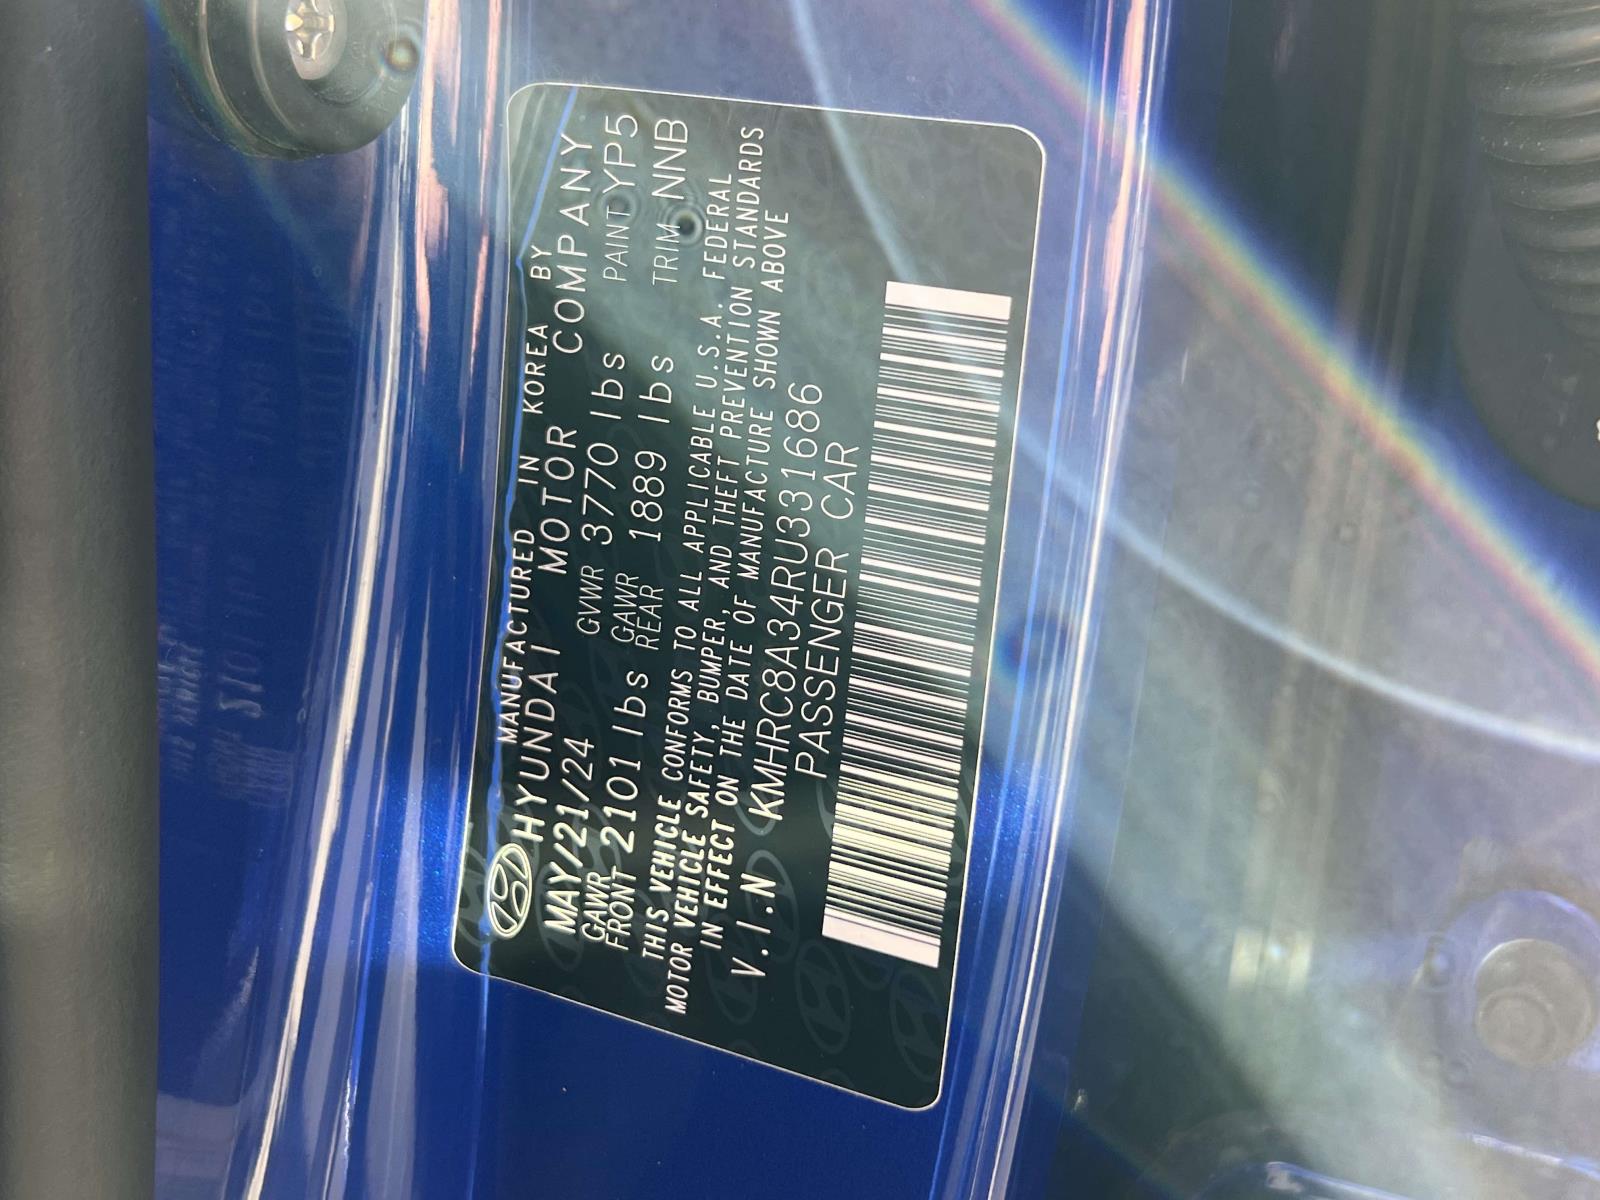 MANUFACTURED IN KOREA BY
HYUNDAI MOTOR COMPANY
MAY/21/24 GVWR 3770 lbs PAINT YP5
GAWR FRONT 2101 lbs GAWR REAR 1889 lbs TRIM NNB
THIS VEHICLE CONFORMS TO ALL APPLICABLE U.S.A. FEDERAL
MOTOR VEHICLE SAFETY, BUMPER, AND THEFT PREVENTION STANDARDS
IN EFFECT ON THE DATE OF MANUFACTURE SHOWN ABOVE
V.I.N KMHRC8A34RU331686
PASSENGER CAR